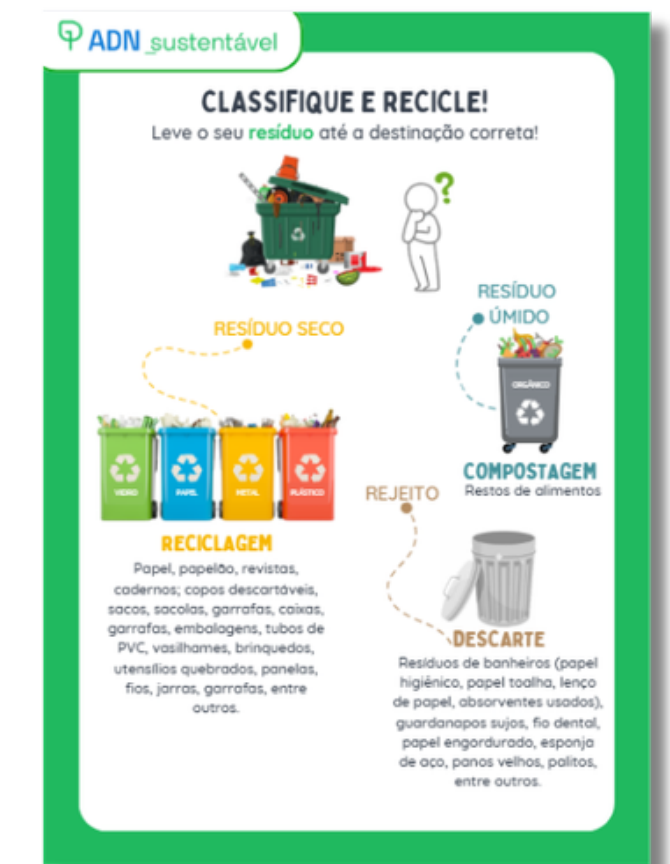 ADN_sustentável
CLASSIFIQUE E RECICLE!
Leve o seu resíduo até a destinação correta!
RESÍDUO
ÚMIDO
RESÍDUO SECO
ORGÂNICO
VIDRO
PAPEL
METAL
PLÁSTICO
COMPOSTAGEM
Restos de alimentos
REJEITO
RECICLAGEM
Papel, papelão, revistas,
cadernos; copos descartáveis,
sacos, sacolas, garrafas, caixas,
garrafas, embalagens, tubos de
PVC, vasilhames, brinquedos,
utensílios quebrados, panelas,
fios, jarras, garrafas, entre
outros.
DESCARTE
Resíduos de banheiros (papel
higiênico, papel toalha, lenço
de papel, absorventes usados),
guardanapos sujos, fio dental,
papel engordurado, esponja
de aço, panos velhos, palitos,
entre outros.